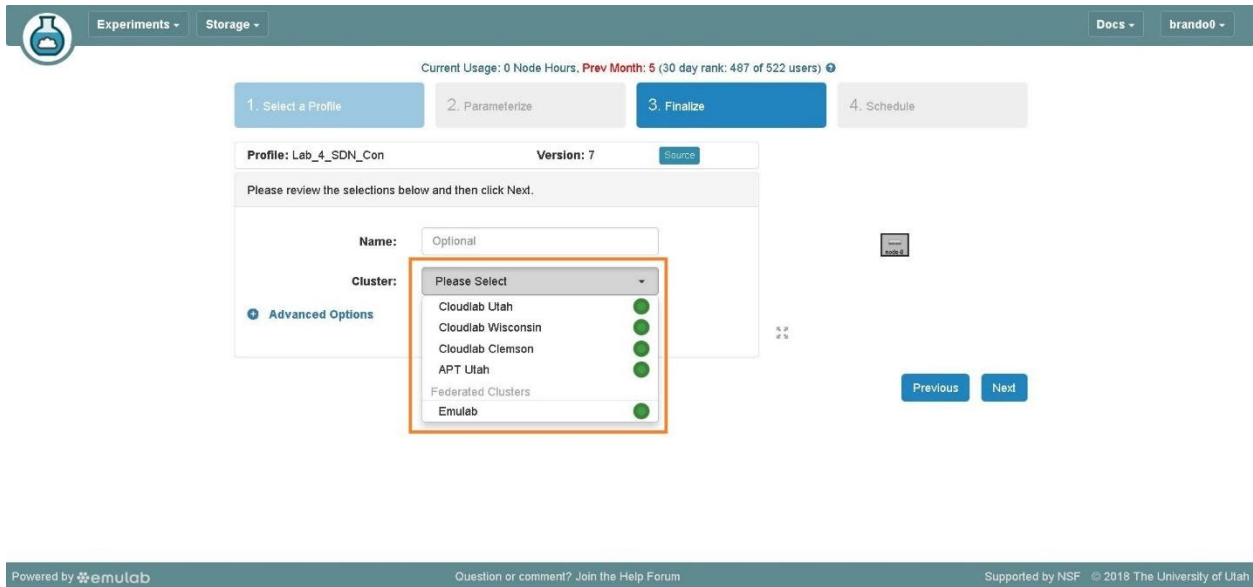 Experiments Storage Docs brando0
Current Usage: 0 Node Hours, Prev Month: 5 (30 day rank: 487 of 522 users)
1. Select a Profile 2. Parameterize 3. Finalize 4. Schedule
Profile: Lab_4_SDN_Con Version: 7 Source
Please review the selections below and then click Next.
Name: Optional
node-0
Cluster: Please Select
Cloudlab Utah
Advanced Options
Cloudlab Wisconsin
Cloudlab Clemson
APT Utah
Federated Clusters
Emulab
Previous Next
Powered by emulab Question or comment? Join the Help Forum Supported by NSF © 2018 The University of Utah